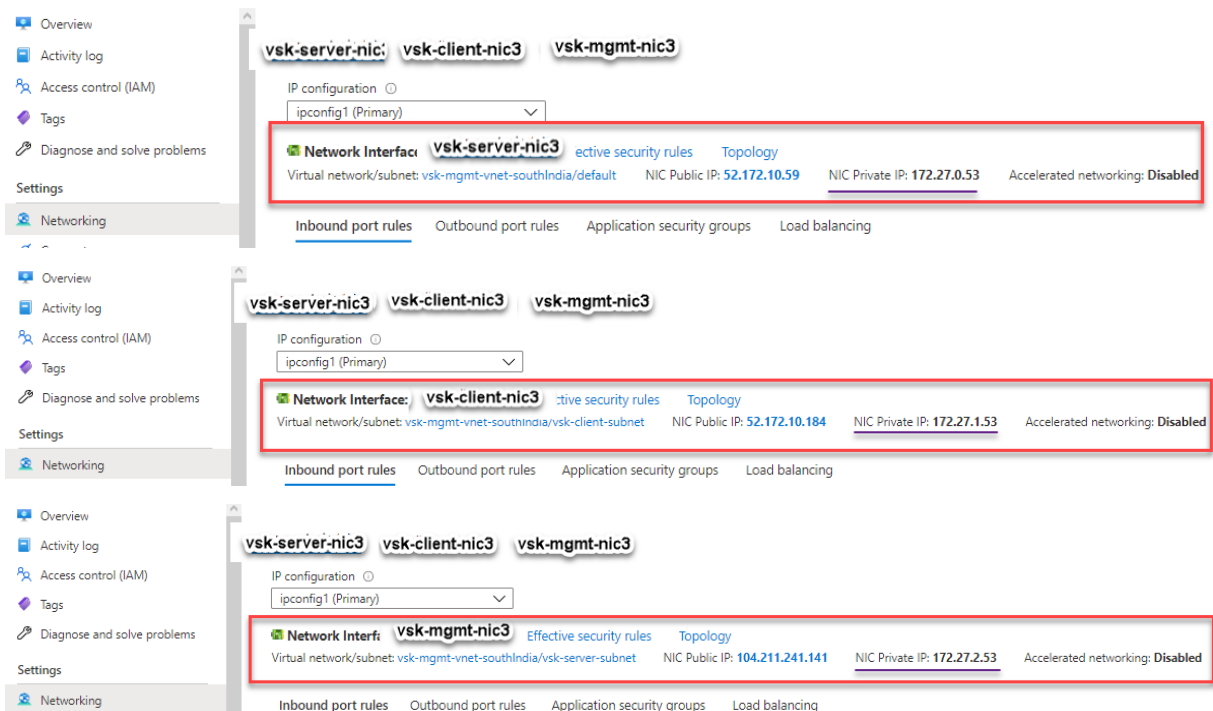 Overview
Activity log
Access control (IAM)
Tags
Diagnose and solve problems
Settings
Networking
vsk-server-nic: vsk-client-nic3 vsk-mgmt-nic3
IP configuration
ipconfig1 (Primary)
Network Interface vsk-server-nic3 ective security rules Topology
Virtual network/subnet: vsk-mgmt-vnet-southIndia/default NIC Public IP: 52.172.10.59 NIC Private IP: 172.27.0.53 Accelerated networking: Disabled
Inbound port rules Outbound port rules Application security groups Load balancing
Overview
Activity log
Access control (IAM)
Tags
Diagnose and solve problems
Settings
Networking
vsk-server-nic3 vsk-client-nic3 vsk-mgmt-nic3
IP configuration
ipconfig1 (Primary)
Network Interface: vsk-client-nic3 ctive security rules Topology
Virtual network/subnet: vsk-mgmt-vnet-southIndia/vsk-client-subnet NIC Public IP: 52.172.10.184 NIC Private IP: 172.27.1.53 Accelerated networking: Disabled
Inbound port rules Outbound port rules Application security groups Load balancing
Overview
Activity log
Access control (IAM)
Tags
Diagnose and solve problems
Settings
Networking
vsk-server-nic3 vsk-client-nic3 vsk-mgmt-nic3
IP configuration
ipconfig1 (Primary)
Network Interfa vsk-mgmt-nic3 Effective security rules Topology
Virtual network/subnet: vsk-mgmt-vnet-southIndia/vsk-server-subnet NIC Public IP: 104.211.241.141 NIC Private IP: 172.27.2.53 Accelerated networking: Disabled
Inbound port rules Outbound port rules Application security groups Load balancing